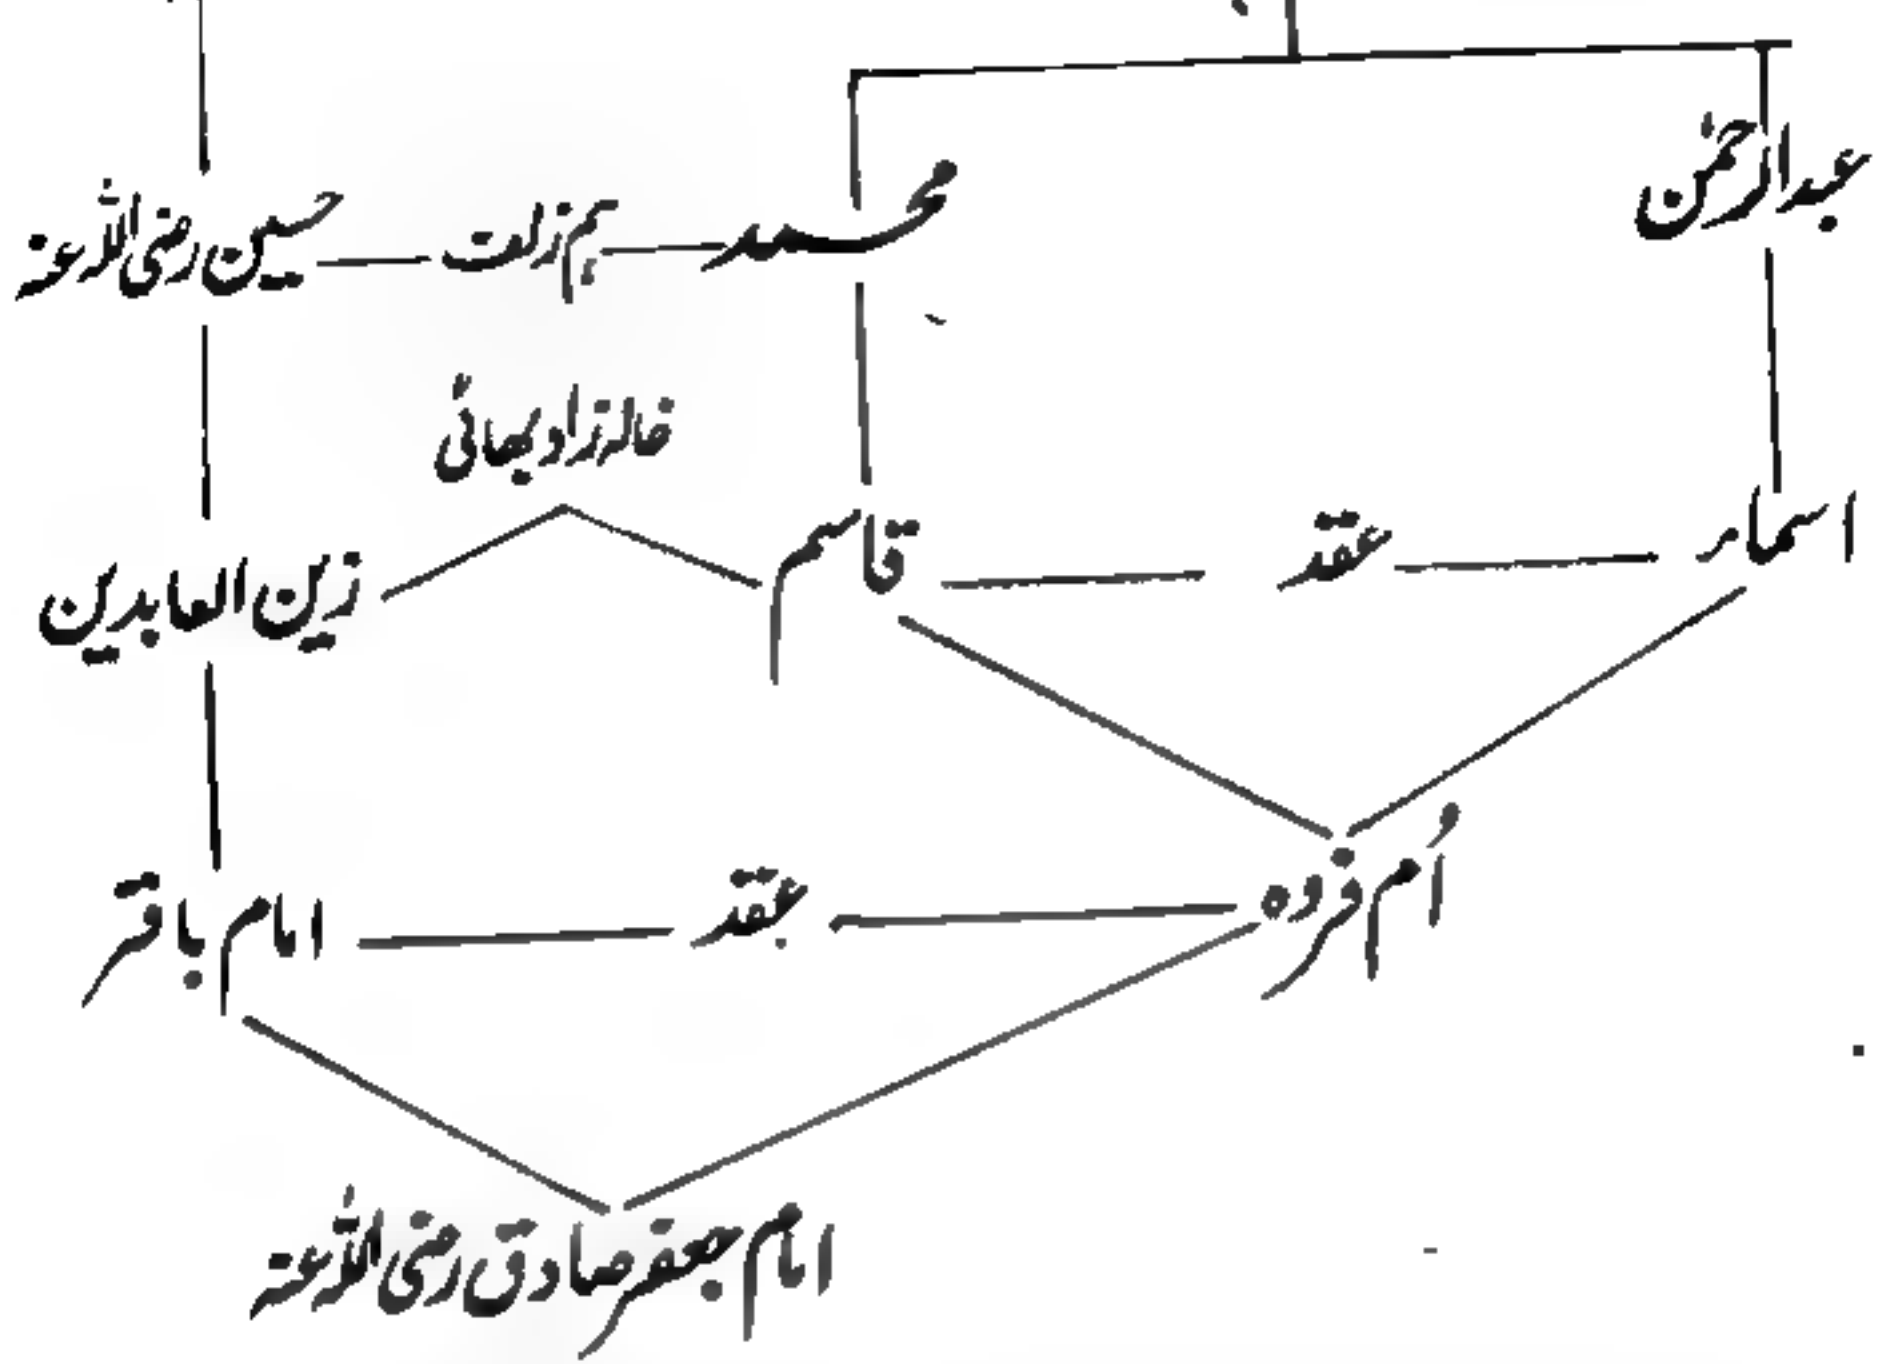 عبدالرحمٰن
محمد ہم زلف حسین رضی اللہ عنہ
خالہ زاد بھائی
اسماء عقد قاسم زین العابدین
اُم فروہ عقد امام باقر
امام جعفر صادق رضی اللہ عنہ